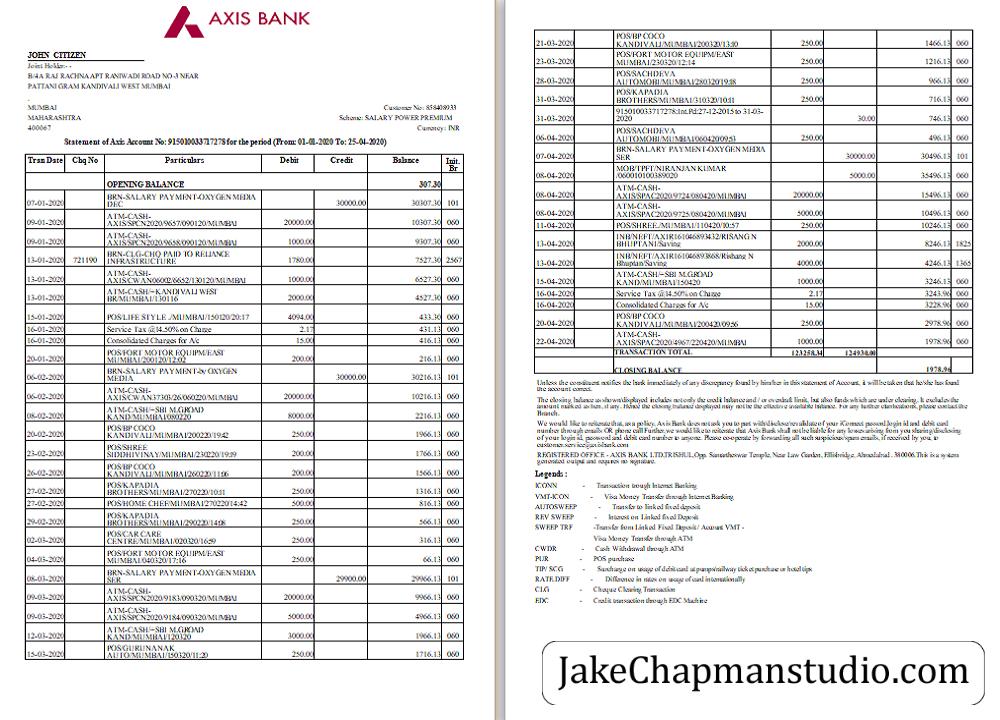 AXIS BANK
JOHN CITIZEN
Joint Holder:- -
B/4A RAJ RACHNA APT RANIWADI ROAD NO -3 NEAR
PATTANI GRAM KANDIVALI WEST MUMBAI
.
MUMBAI Customer No: 858408933
MAHARASHTRA Scheme: SALARY POWER PREMIUM
400067 Currency: INR
Statement of Axis Account No: 915010033717278 for the period (From: 01-01-2020 To: 25-04-2020)
Tran Date Chq No Particulars Debit Credit Balance Init.
Br
OPENING BALANCE 307.30
07-01-2020 BRN-SALARY PAYMENT-OXYGEN MEDIA DEC 30000.00 30307.30 101
09-01-2020 ATM-CASH-AXIS/SPCN2020/9657/090120/MUMBAI 20000.00 10307.30 060
09-01-2020 ATM-CASH-AXIS/SPCN2020/9658/090120/MUMBAI 1000.00 9307.30 060
13-01-2020 721190 BRN-CLG-CHQ PAID TO RELIANCE INFRASTRUCTURE 1780.00 7527.30 2567
13-01-2020 ATM-CASH-AXIS/CWAN06002/6652/130120/MUMBAI 1000.00 6527.30 060
13-01-2020 ATM-CASH/+KANDIVALI WEST BR/MUMBAI/130116 2000.00 4527.30 060
15-01-2020 POS/LIFE STYLE ./MUMBAI/150120/20:17 4094.00 433.30 060
16-01-2020 Service Tax @14.50% on Charge 2.17 431.13 060
16-01-2020 Consolidated Charges for A/c 15.00 416.13 060
20-01-2020 POS/FORT MOTOR EQUIPM/EAST MUMBAI/200120/12:02 200.00 216.13 060
06-02-2020 BRN-SALARY PAYMENT-by OXYGEN MEDIA 30000.00 30216.13 101
06-02-2020 ATM-CASH-AXIS/CWAN37303/26/060220/MUMBAI 20000.00 10216.13 060
08-02-2020 ATM-CASH/+SBI M.G.ROAD KAND/MUMBAI/080220 8000.00 2216.13 060
20-02-2020 POS/BP COCO KANDIVALI/MUMBAI/200220/19:42 250.00 1966.13 060
23-02-2020 POS/SHREE SIDDHIVINAY/MUMBAI/230220/19:19 200.00 1766.13 060
26-02-2020 POS/BP COCO KANDIVALI/MUMBAI/260220/11:06 200.00 1566.13 060
27-02-2020 POS/KAPADIA BROTHERS/MUMBAI/270220/10:11 250.00 1316.13 060
27-02-2020 POS/HOME CHEF/MUMBAI/270220/14:42 500.00 816.13 060
29-02-2020 POS/KAPADIA BROTHERS/MUMBAI/290220/14:08 250.00 566.13 060
02-03-2020 POS/CAR CARE CENTRE/MUMBAI/020320/16:59 250.00 316.13 060
04-03-2020 POS/FORT MOTOR EQUIPM/EAST MUMBAI/040320/17:16 250.00 66.13 060
08-03-2020 BRN-SALARY PAYMENT-OXYGEN MEDIA SER 29900.00 29966.13 101
09-03-2020 ATM-CASH-AXIS/SPCN2020/9183/090320/MUMBAI 20000.00 9966.13 060
09-03-2020 ATM-CASH-AXIS/SPCN2020/9184/090320/MUMBAI 5000.00 4966.13 060
12-03-2020 ATM-CASH/+SBI M.G.ROAD KAND/MUMBAI/120320 3000.00 1966.13 060
15-03-2020 POS/GURUNANAK AUTO/MUMBAI/150320/11:20 250.00 1716.13 060
21-03-2020 POS/BP COCO KANDIVALI/MUMBAI/200320/13:10 250.00 1466.13 060
23-03-2020 POS/FORT MOTOR EQUIPM/EAST MUMBAI/230320/12:14 250.00 1216.13 060
28-03-2020 POS/SACHDEVA AUTOMOBI/MUMBAI/280320/19:18 250.00 966.13 060
31-03-2020 POS/KAPADIA BROTHERS/MUMBAI/310320/10:11 250.00 716.13 060
31-03-2020 915010033717278:Int.Pd:27-12-2015 to 31-03-2020 30.00 746.13 060
06-04-2020 POS/SACHDEVA AUTOMOBI/MUMBAI/060420/09:53 250.00 496.13 060
07-04-2020 BRN-SALARY PAYMENT-OXYGEN MEDIA SER 30000.00 30496.13 101
08-04-2020 MOB/TPFT/NIRANJAN KUMAR /060010100389020 5000.00 35496.13 060
08-04-2020 ATM-CASH-AXIS/SPAC2020/9724/080420/MUMBAI 20000.00 15496.13 060
08-04-2020 ATM-CASH-AXIS/SPAC2020/9725/080420/MUMBAI 5000.00 10496.13 060
11-04-2020 POS/SHREE./MUMBAI/110420/10:57 250.00 10246.13 060
13-04-2020 INB/NEFT/AXIR161046893432/RISANG N BHUPTANI/Saving 2000.00 8246.13 1825
13-04-2020 INB/NEFT/AXIR161046893868/Rishang N Bhuptan/Saving 4000.00 4246.13 1365
13-04-2020 ATM-CASH/+SBI M.G.ROAD KAND/MUMBAI/150420 1000.00 3246.13 060
16-04-2020 Service Tax @14.50% on Charge 2.17 3243.96 060
16-04-2020 Consolidated Charges for A/c 15.00 3228.96 060
20-04-2020 POS/BP COCO KANDIVALI/MUMBAI/200420/09:56 250.00 2978.96 060
22-04-2020 ATM-CASH-AXIS/SPAC2020/4967/220420/MUMBAI 1000.00 1978.96 060
TRANSACTION TOTAL 123258.34 124930.00
CLOSING BALANCE 1978.96
Unless the constituent notifies the bank immediately of any discrepancy found by him/her in this statement of Account, it will be taken that he/she has found
the account correct.
The closing balance as shown/displayed includes not only the credit balance and / or overdraft limit, but also funds which are under clearing. It excludes the
amount marked as lien, if any. Hence the closing balance displayed may not be the effective available balance. For any further clarifications, please contact the
Branch.
We would like to reiterate that, as a policy, Axis Bank does not ask you to part with/disclose/revalidate of your iConnect passord,login id and debit card
number through emails OR phone call.Further,we would like to reiterate that Axis Bank shall not be liable for any losses arising from you sharing/disclosing
of your login id, password and debit card number to anyone. Please co-operate by forwarding all such suspicious/spam emails, if received by you, to
customer.service@axisbank.com
REGISTERED OFFICE - AXIS BANK LTD,TRISHUL,Opp. Samartheswar Temple, Near Law Garden, Ellisbridge, Ahmedabad . 380006.This is a system
generated output and requires no signature.
Legends :
ICONN - Transaction trough Internet Banking
VMT-ICON - Visa Money Transfer through Internet Banking
AUTOSWEEP - Transfer to linked fixed deposit
REV SWEEP - Interest on Linked fixed Deposit
SWEEP TRF -Transfer from Linked Fixed Deposit / Account VMT -
Visa Money Transfer through ATM
CWDR - Cash Withdrawal through ATM
PUR - POS purchase
TIP/ SCG - Surcharge on usage of debit card at pumps/railway ticket purchase or hotel tips
RATE.DIFF - Difference in rates on usage of card internationally
CLG - Cheque Clearing Transaction
EDC - Credit transaction through EDC Machine
JakeChapmanstudio.com